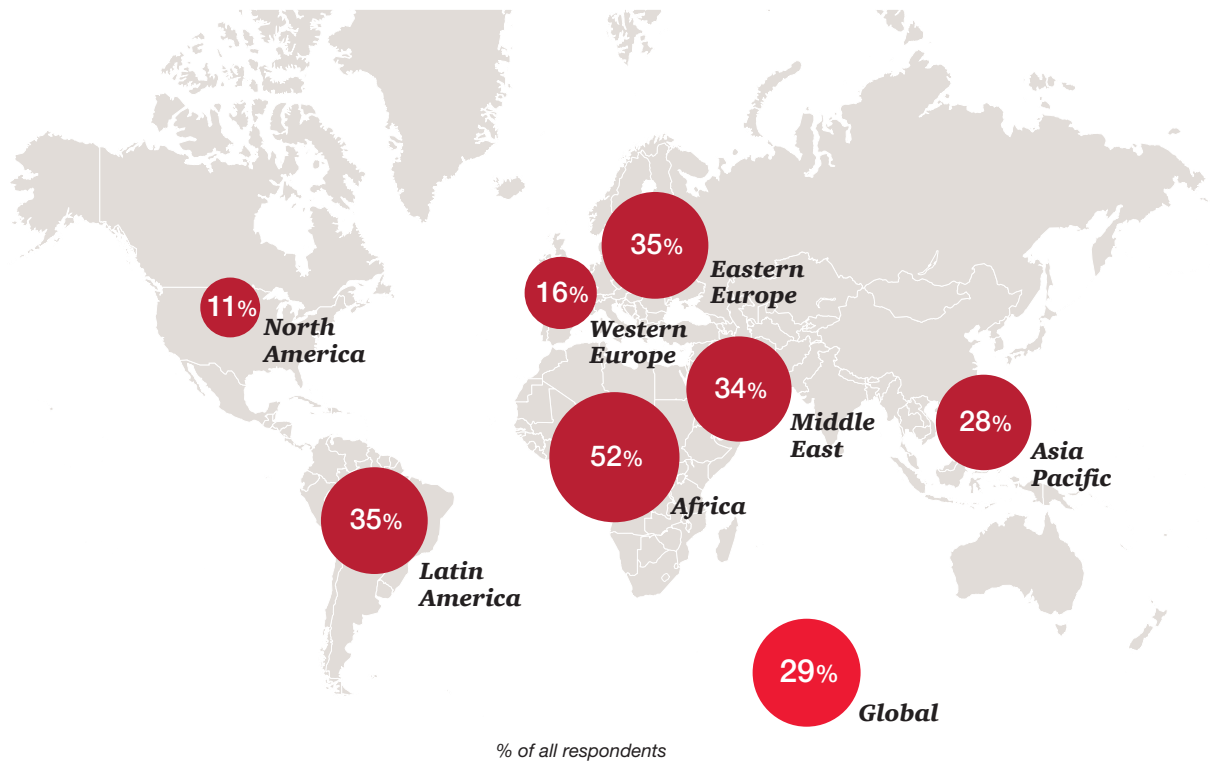 35%
Eastern
Europe
16%
Western
Europe
11%
North
America
34%
Middle
East
28%
Asia
Pacific
52%
Africa
35%
Latin
America
29%
Global
% of all respondents